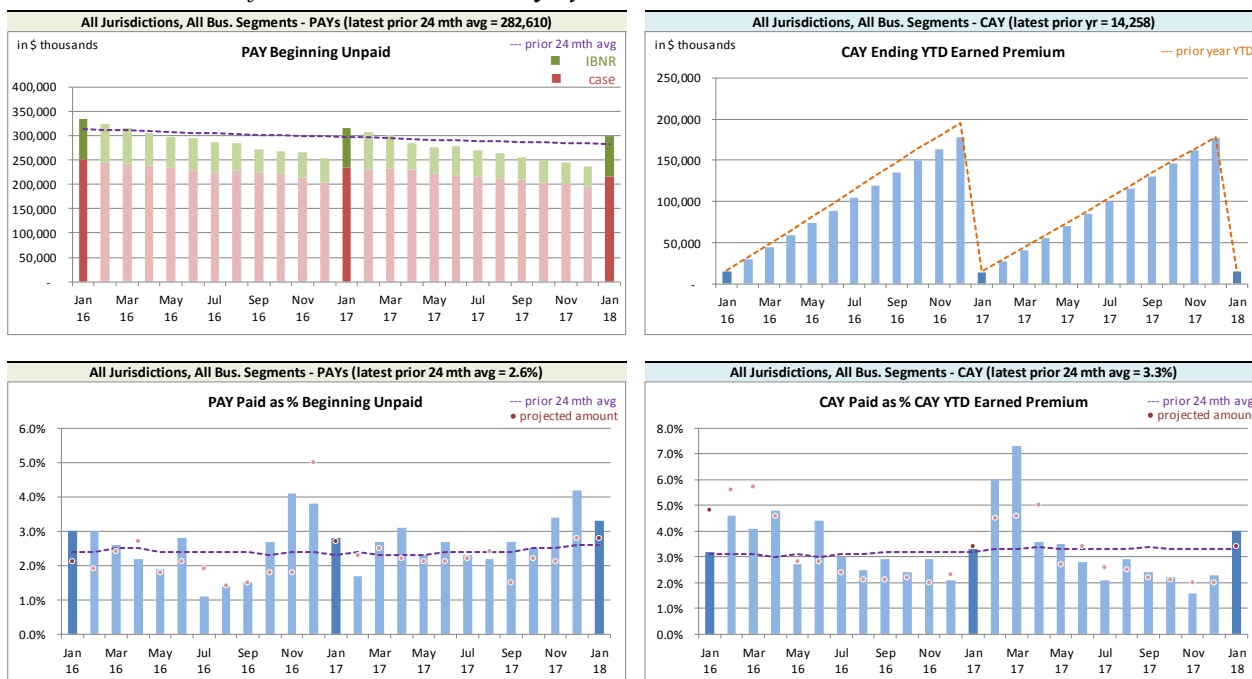 All Jurisdictions, All Bus. Segments - PAYs (latest prior 24 mth avg = 282,610)
in $ thousands
PAY Beginning Unpaid
--- prior 24 mth avg
IBNR
case
400,000
350,000
300,000
250,000
200,000
150,000
100,000
50,000
-
Jan Mar May Jul Sep Nov Jan Mar May Jul Sep Nov Jan
16 16 16 16 16 16 17 17 17 17 17 17 18
All Jurisdictions, All Bus. Segments - CAY (latest prior yr = 14,258)
in $ thousands
CAY Ending YTD Earned Premium
--- prior year YTD
250,000
200,000
150,000
100,000
50,000
-
Jan Mar May Jul Sep Nov Jan Mar May Jul Sep Nov Jan
16 16 16 16 16 16 17 17 17 17 17 17 18
All Jurisdictions, All Bus. Segments - PAYs (latest prior 24 mth avg = 2.6%)
PAY Paid as % Beginning Unpaid
--- prior 24 mth avg
• projected amount
6.0%
5.0%
4.0%
3.0%
2.0%
1.0%
0.0%
Jan Mar May Jul Sep Nov Jan Mar May Jul Sep Nov Jan
16 16 16 16 16 16 17 17 17 17 17 17 18
All Jurisdictions, All Bus. Segments - CAY (latest prior 24 mth avg = 3.3%)
CAY Paid as % CAY YTD Earned Premium
--- prior 24 mth avg
• projected amount
8.0%
7.0%
6.0%
5.0%
4.0%
3.0%
2.0%
1.0%
0.0%
Jan Mar May Jul Sep Nov Jan Mar May Jul Sep Nov Jan
16 16 16 16 16 16 17 17 17 17 17 17 18